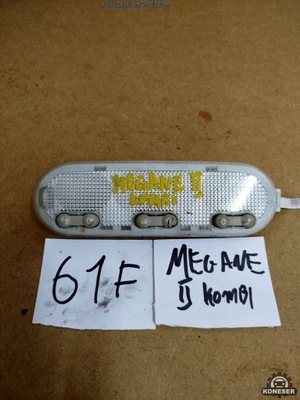 MEGANE II
KOMBI
61F
MEGANE
II KOMBI
KONESER